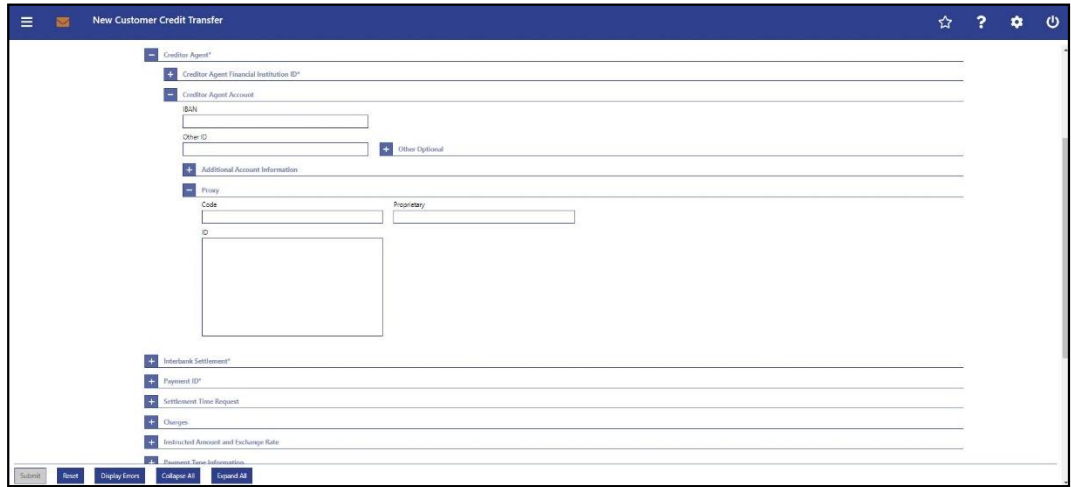 New Customer Credit Transfer
Creditor Agent*
Creditor Agent Financial Institution ID*
Creditor Agent Account
IBAN
Other ID
Other Optional
Additional Account Information
Proxy
Code Proprietary
ID
Interbank Settlement*
Payment ID*
Settlement Time Request
Charges
Instructed Amount and Exchange Rate
Payment Type Information
Submit Reset Display Errors Collapse All Expand All